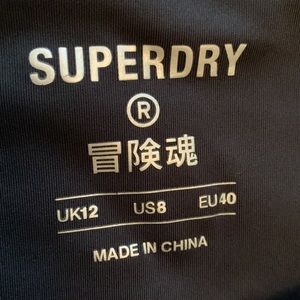 SUPERDRY
®
冒険魂
UK12 US8 EU40
MADE IN CHINA